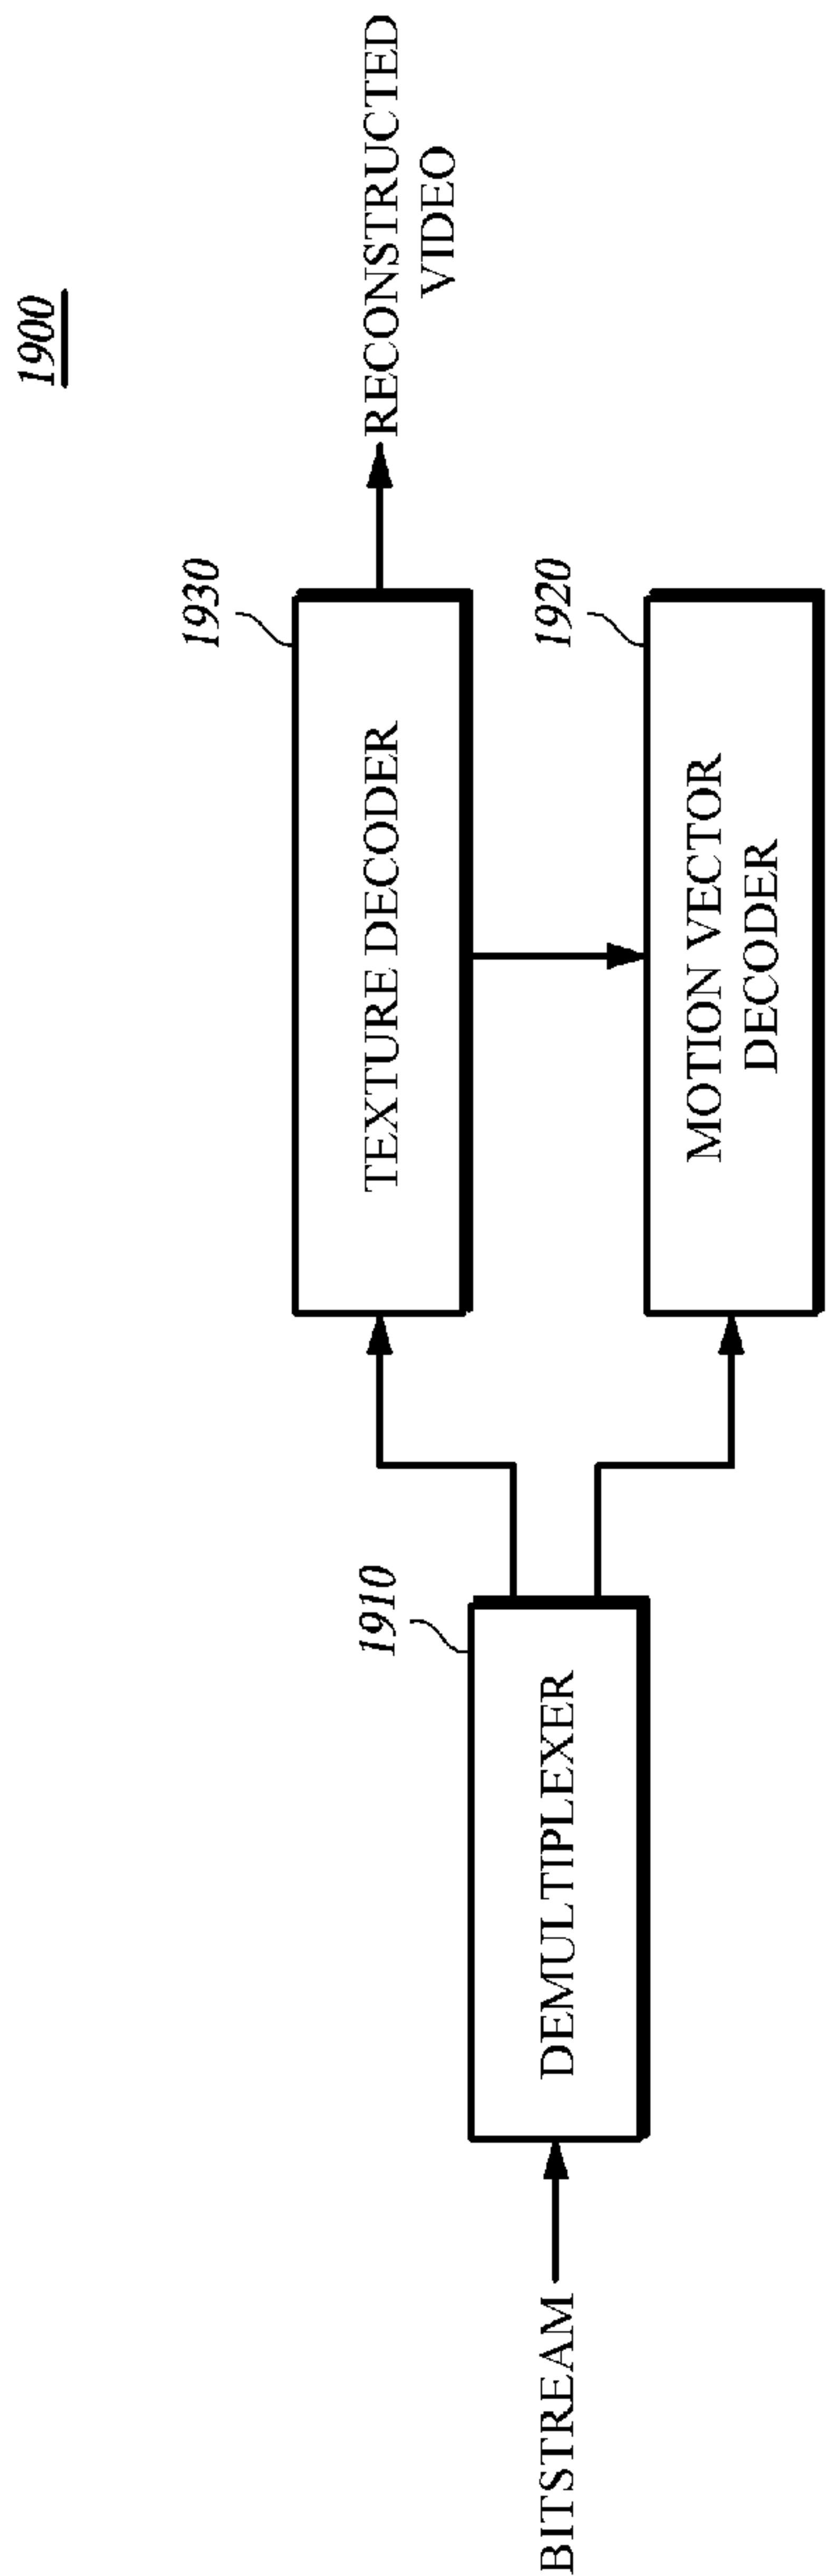 1900
BITSTREAM
DEMULTIPLEXER
1910
TEXTURE DECODER
1930
RECONSTRUCTED
VIDEO
MOTION VECTOR
DECODER
1920